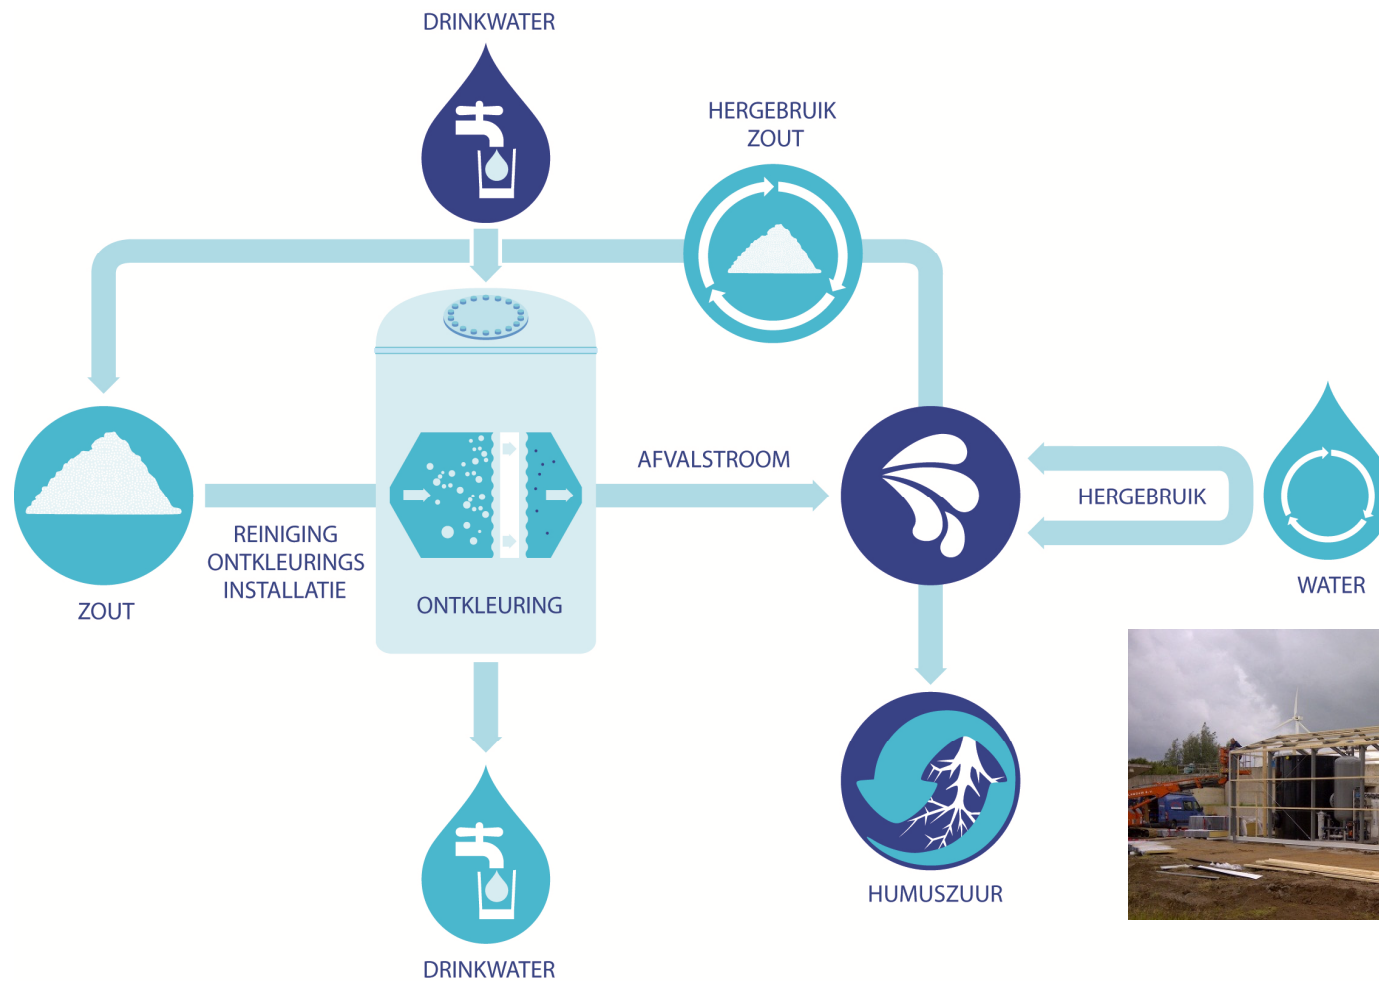 DRINKWATER
HERGEBRUIK
ZOUT
AFVALSTROOM
HERGEBRUIK
REINIGING
ONTKLEURINGS
INSTALLATIE
ZOUT
ONTKLEURING
WATER
HUMUSZUUR
DRINKWATER